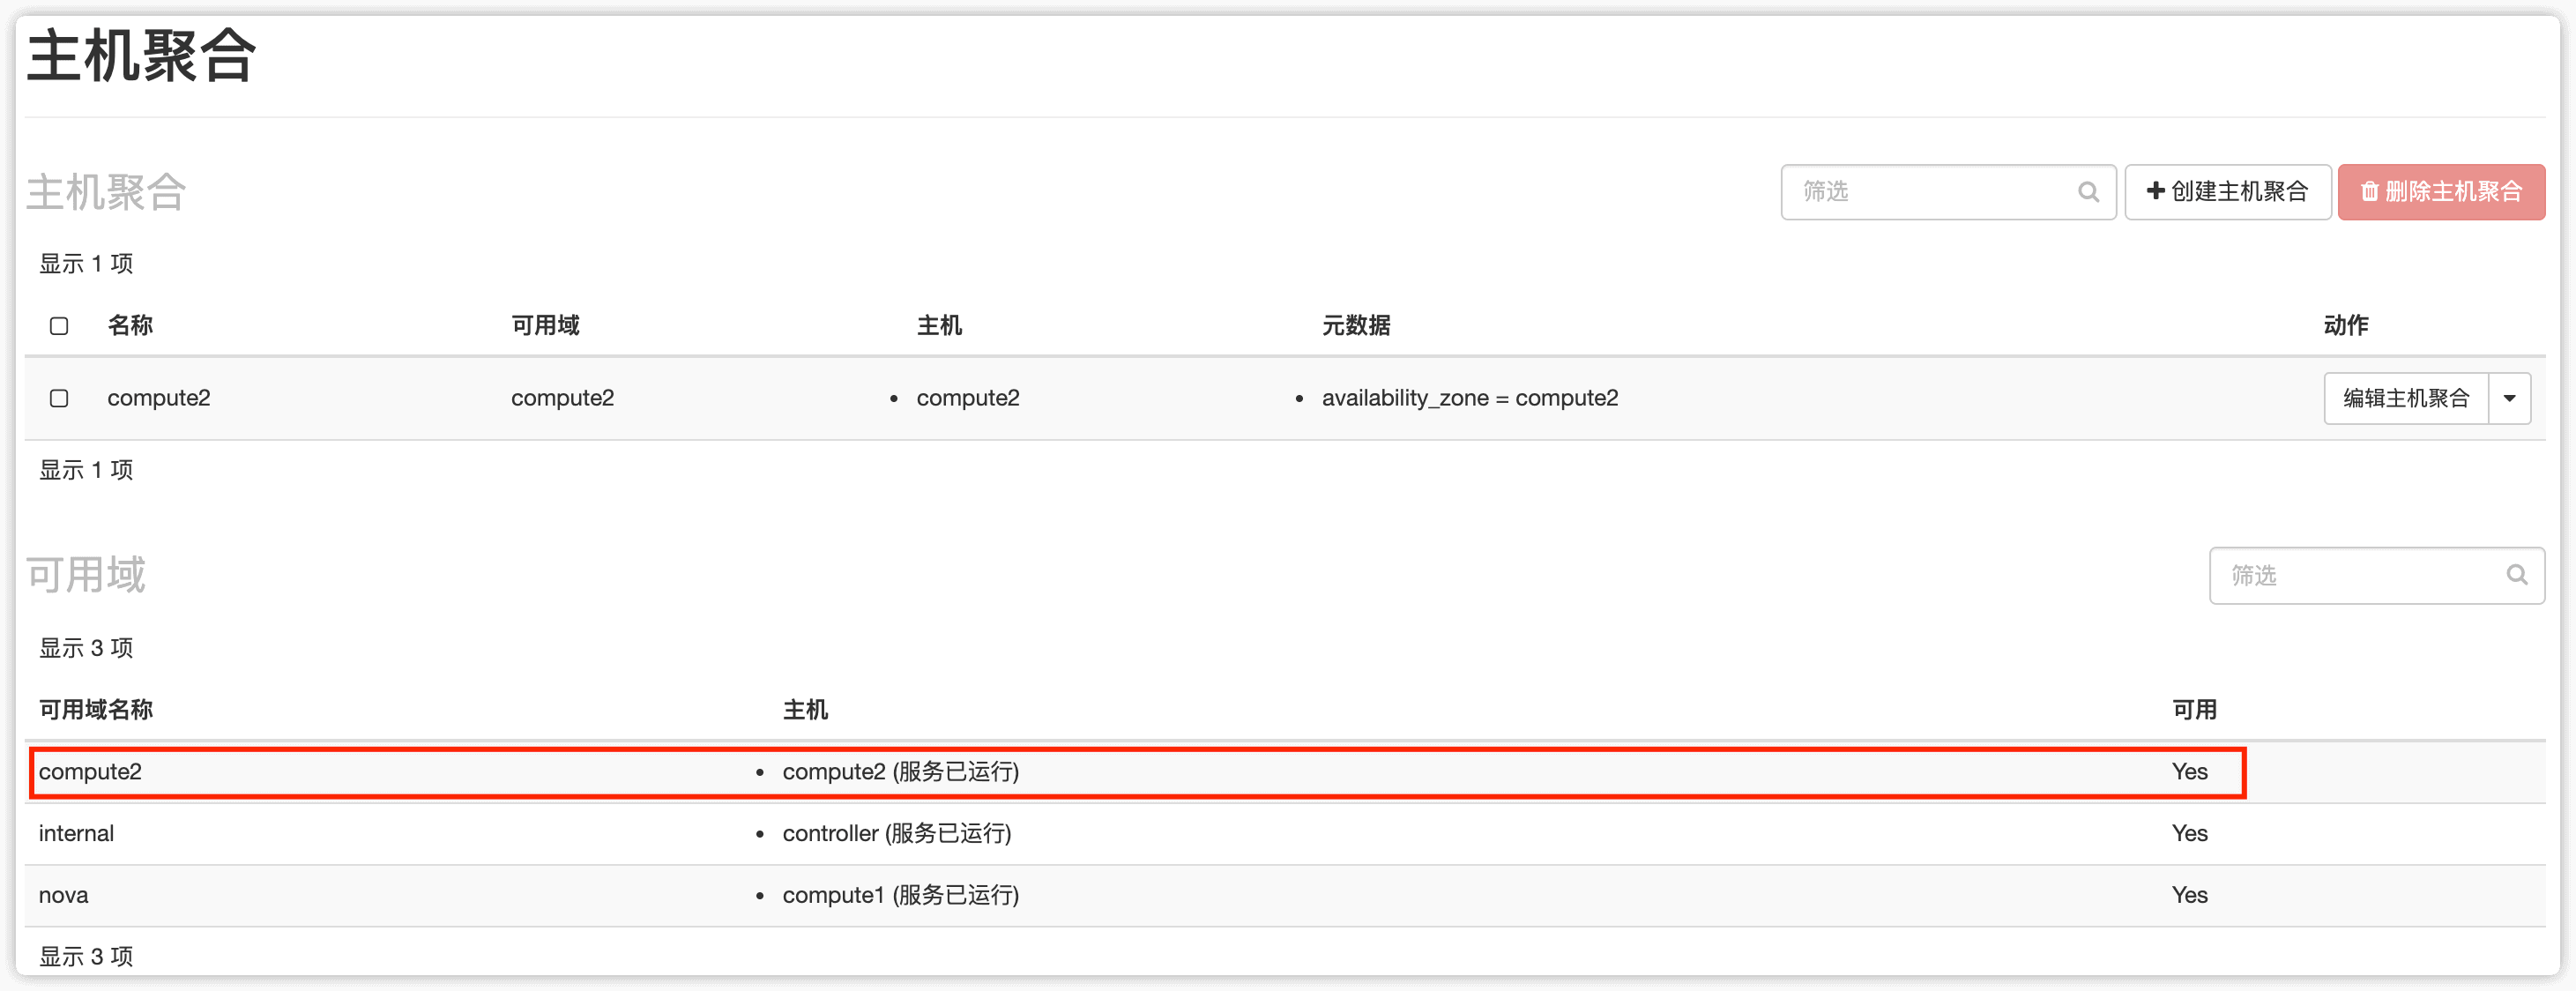 主机聚合
主机聚合 筛选 创建主机聚合 删除主机聚合
显示 1 项
名称 可用域 主机 元数据 动作
compute2 compute2 • compute2 • availability_zone = compute2 编辑主机聚合
显示 1 项
可用域 筛选
显示 3 项
可用域名称 主机 可用
compute2 • compute2 (服务已运行) Yes
internal • controller (服务已运行) Yes
nova • compute1 (服务已运行) Yes
显示 3 项